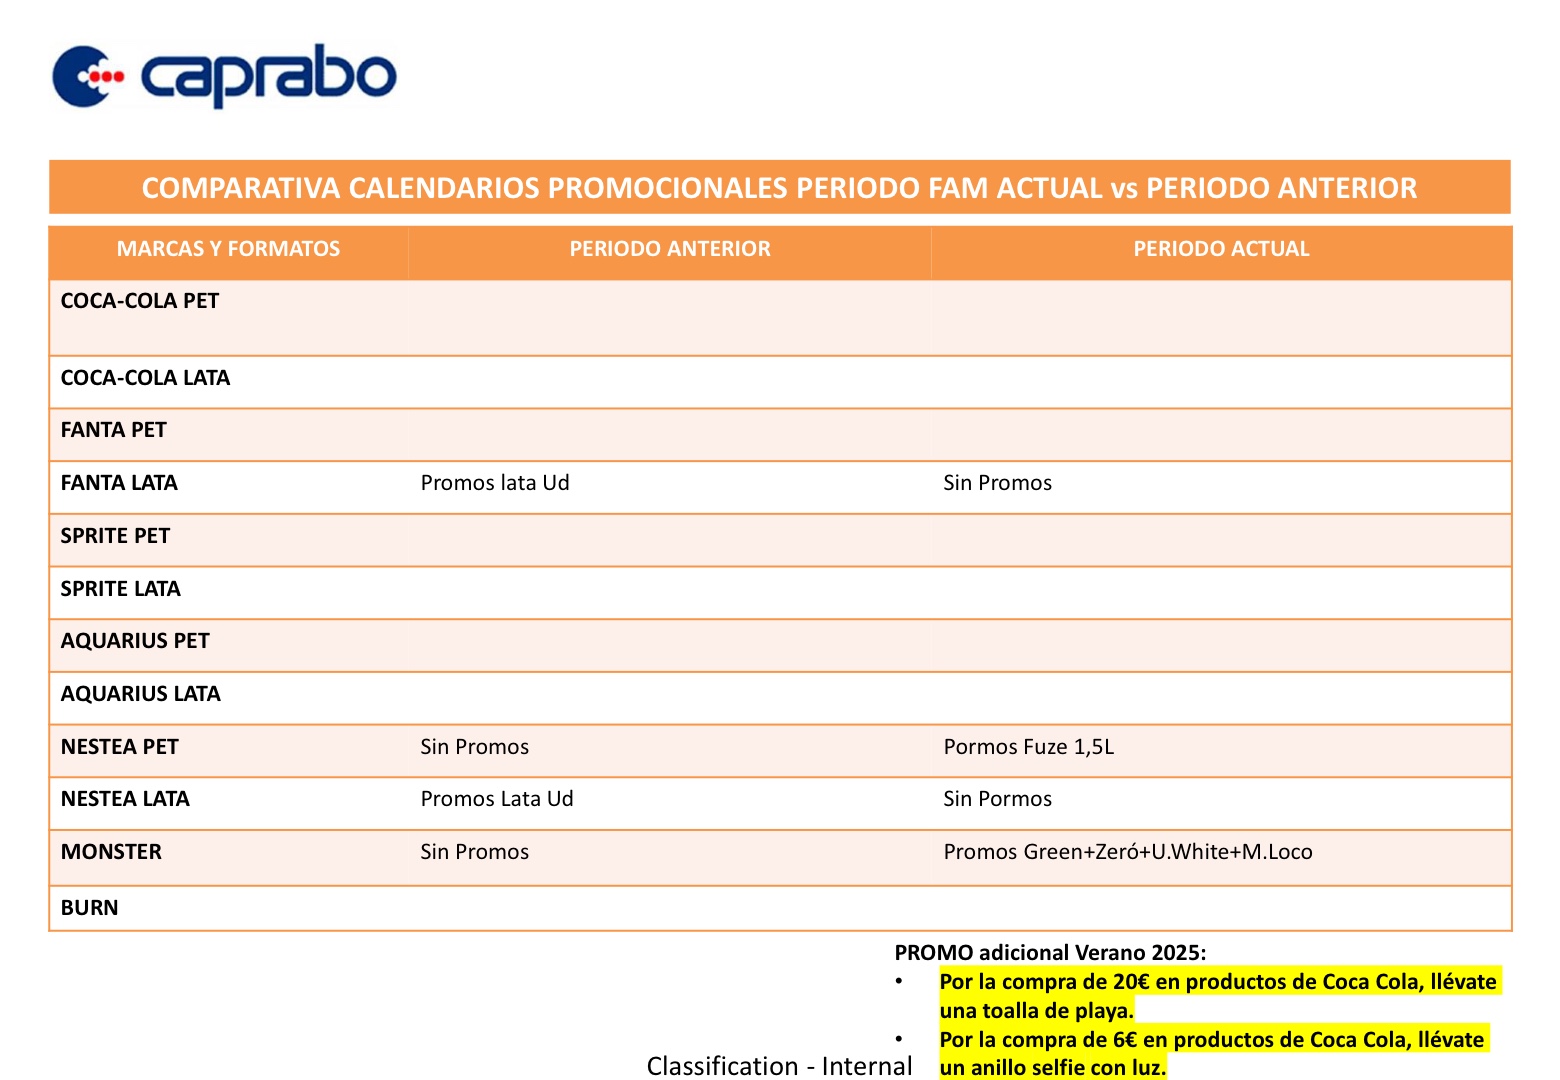 caprabo
COMPARATIVA CALENDARIOS PROMOCIONALES PERIODO FAM ACTUAL vs PERIODO ANTERIOR
MARCAS Y FORMATOS PERIODO ANTERIOR PERIODO ACTUAL
COCA-COLA PET
COCA-COLA LATA
FANTA PET
FANTA LATA Promos lata Ud Sin Promos
SPRITE PET
SPRITE LATA
AQUARIUS PET
AQUARIUS LATA
NESTEA PET Sin Promos Pormos Fuze 1,5L
NESTEA LATA Promos Lata Ud Sin Pormos
MONSTER Sin Promos Promos Green+Zeró+U.White+M.Loco
BURN
PROMO adicional Verano 2025:
• Por la compra de 20€ en productos de Coca Cola, llévate
una toalla de playa.
• Por la compra de 6€ en productos de Coca Cola, llévate
un anillo selfie con luz.
Classification - Internal